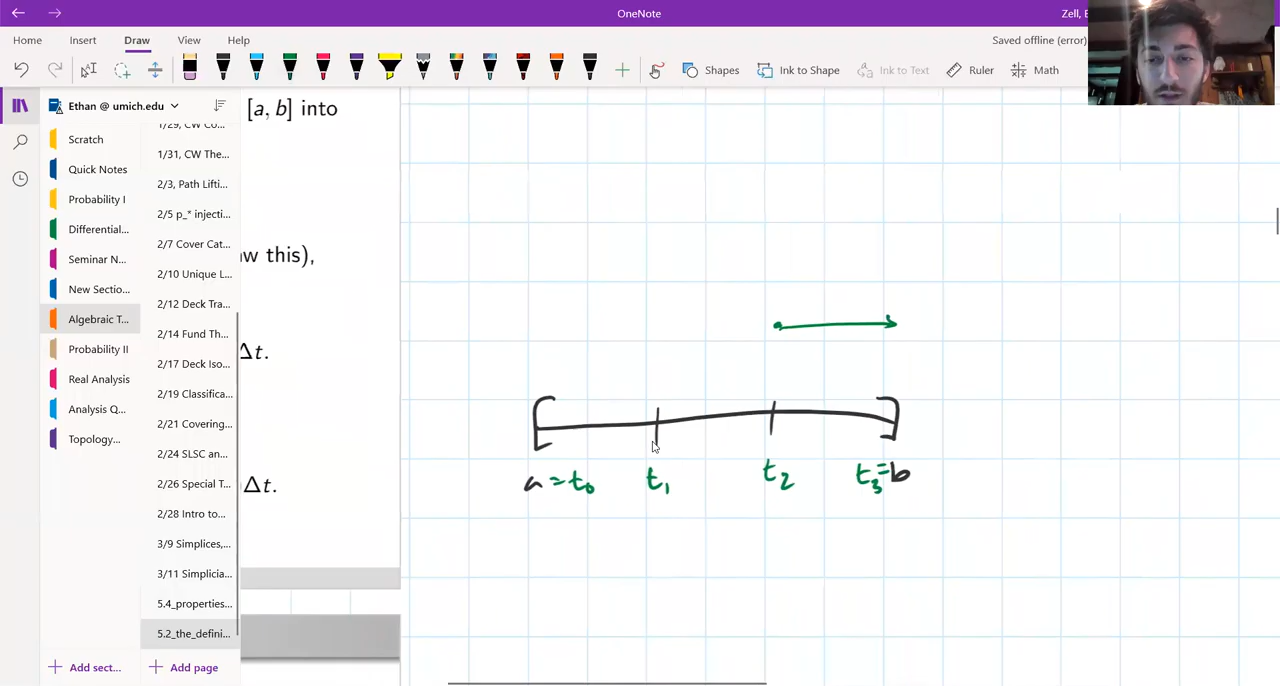 OneNote
Zell, E
Home Insert Draw View Help
Saved offline (error)
Shapes Ink to Shape Ink to Text Ruler Math
Ethan @ umich.edu
Scratch
Quick Notes
Probability I
Differential...
Seminar N...
New Sectio...
Algebraic T...
Probability II
Real Analysis
Analysis Q...
Topology...
Add sect...
1/29, CW Co...
1/31, CW The...
2/3, Path Lifti...
2/5 p_* injecti...
2/7 Cover Cat...
2/10 Unique L...
2/12 Deck Tra...
2/14 Fund Th...
2/17 Deck Iso...
2/19 Classifica...
2/21 Covering...
2/24 SLSC an...
2/26 Special T...
2/28 Intro to...
3/9 Simplices,...
3/11 Simplicia...
5.4_properties...
5.2_the_defini...
Add page
[a, b] into
w this),
Δt.
Δt.
a = t₀ t₁ t₂ t₃ = b